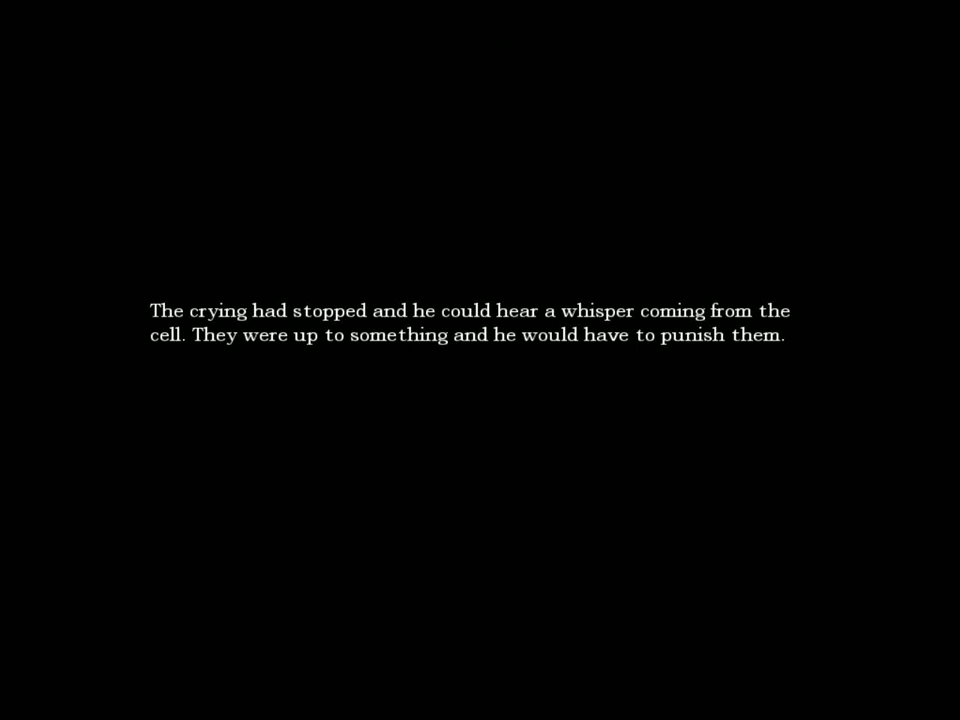 The crying had stopped and he could hear a whisper coming from the
cell. They were up to something and he would have to punish them.